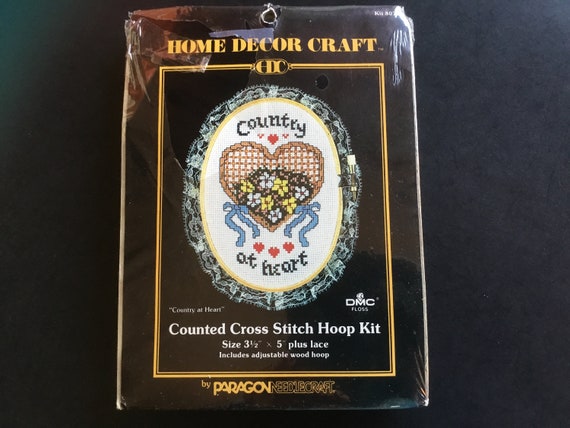 HOME DECOR CRAFT
HDC
Country
at heart
"Country at Heart"
DMC
FLOSS
Counted Cross Stitch Hoop Kit
Size 3½" × 5" plus lace
Includes adjustable wood hoop
by PARAGON NEEDLECRAFT